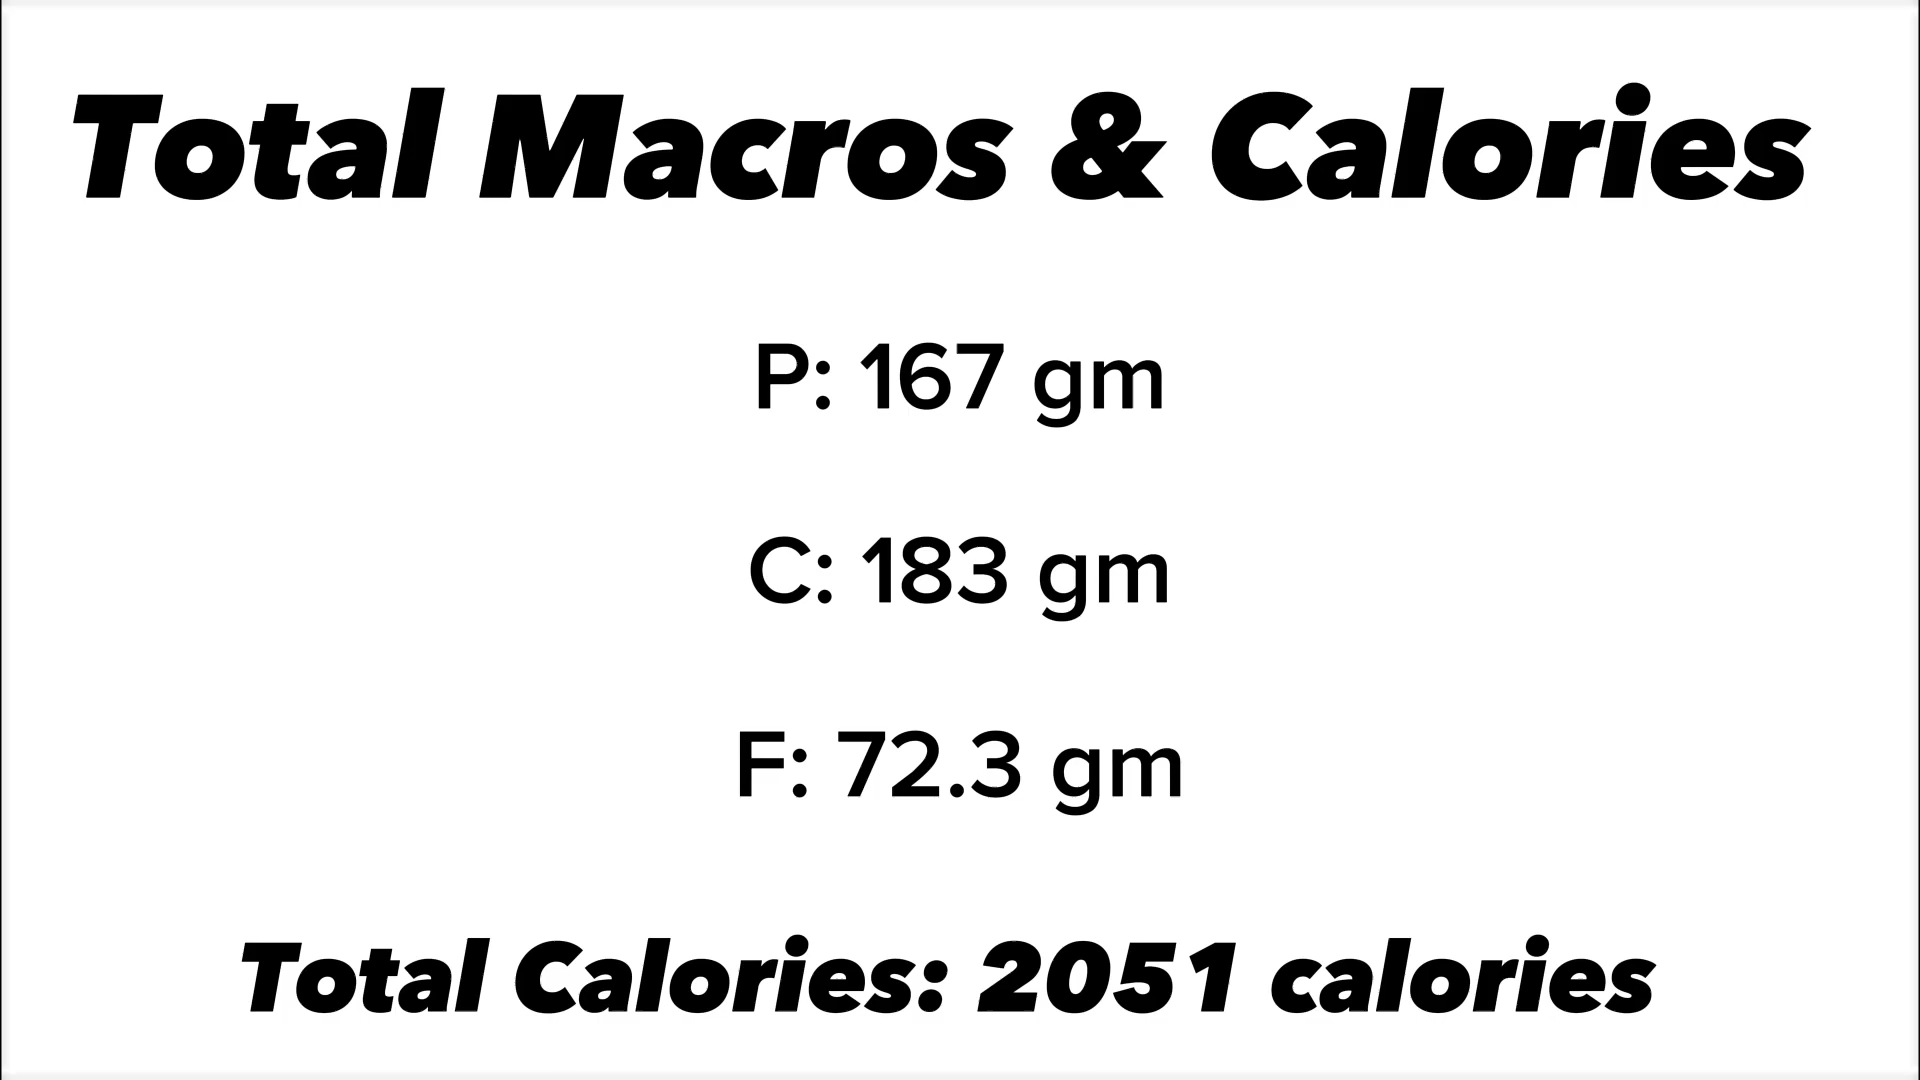 Total Macros & Calories
P: 167 gm
C: 183 gm
F: 72.3 gm
Total Calories: 2051 calories